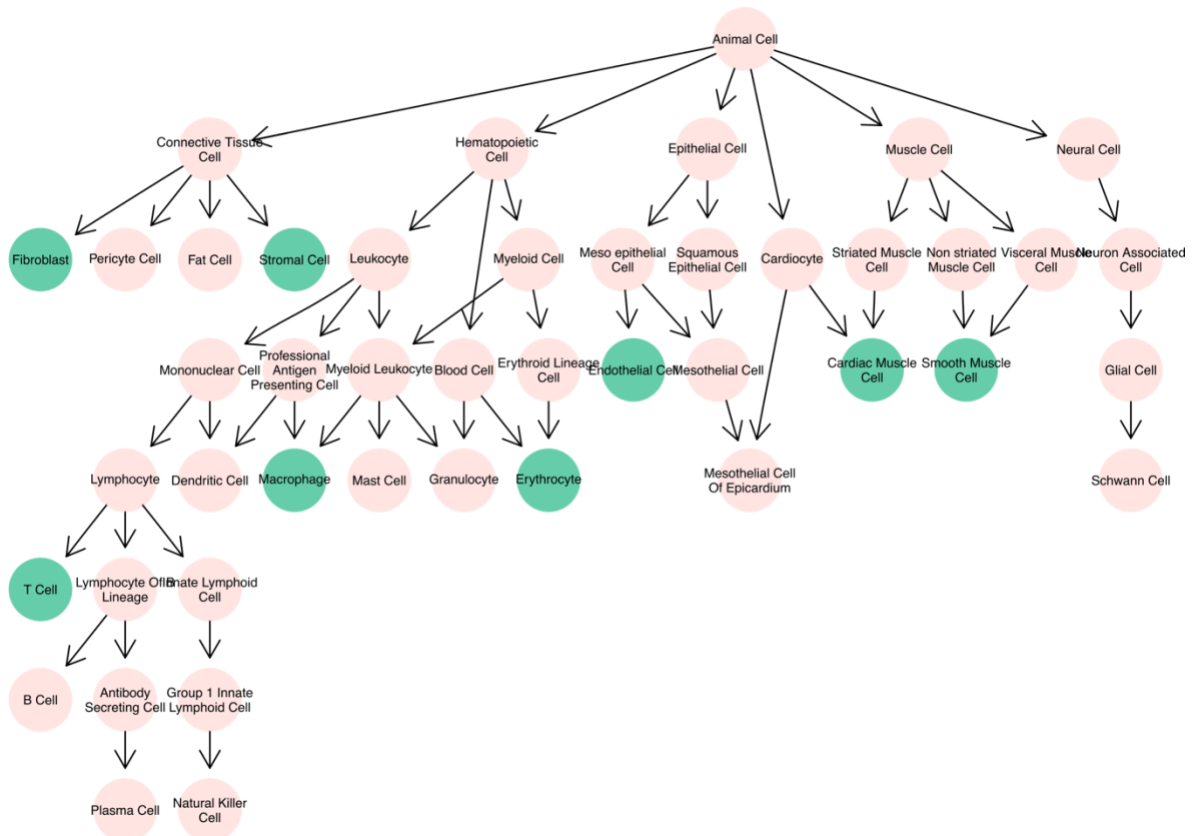 Animal Cell
Connective Tissue
Cell
Hematopoietic
Cell
Epithelial Cell
Muscle Cell
Neural Cell
Fibroblast
Pericyte Cell
Fat Cell
Stromal Cell
Leukocyte
Myeloid Cell
Meso epithelial
Cell
Squamous
Epithelial Cell
Cardiocyte
Striated Muscle
Cell
Non striated
Muscle Cell
Visceral Muscle
Cell
Neuron Associated
Cell
Mononuclear Cell
Professional
Antigen
Presenting Cell
Myeloid Leukocyte
Blood Cell
Erythroid Lineage
Cell
Endothelial Cell
Mesothelial Cell
Cardiac Muscle
Cell
Smooth Muscle
Cell
Glial Cell
Lymphocyte
Dendritic Cell
Macrophage
Mast Cell
Granulocyte
Erythrocyte
Mesothelial Cell
Of Epicardium
Schwann Cell
T Cell
Lymphocyte Of
Lineage
Innate Lymphoid
Cell
B Cell
Antibody
Secreting Cell
Group 1 Innate
Lymphoid Cell
Plasma Cell
Natural Killer
Cell